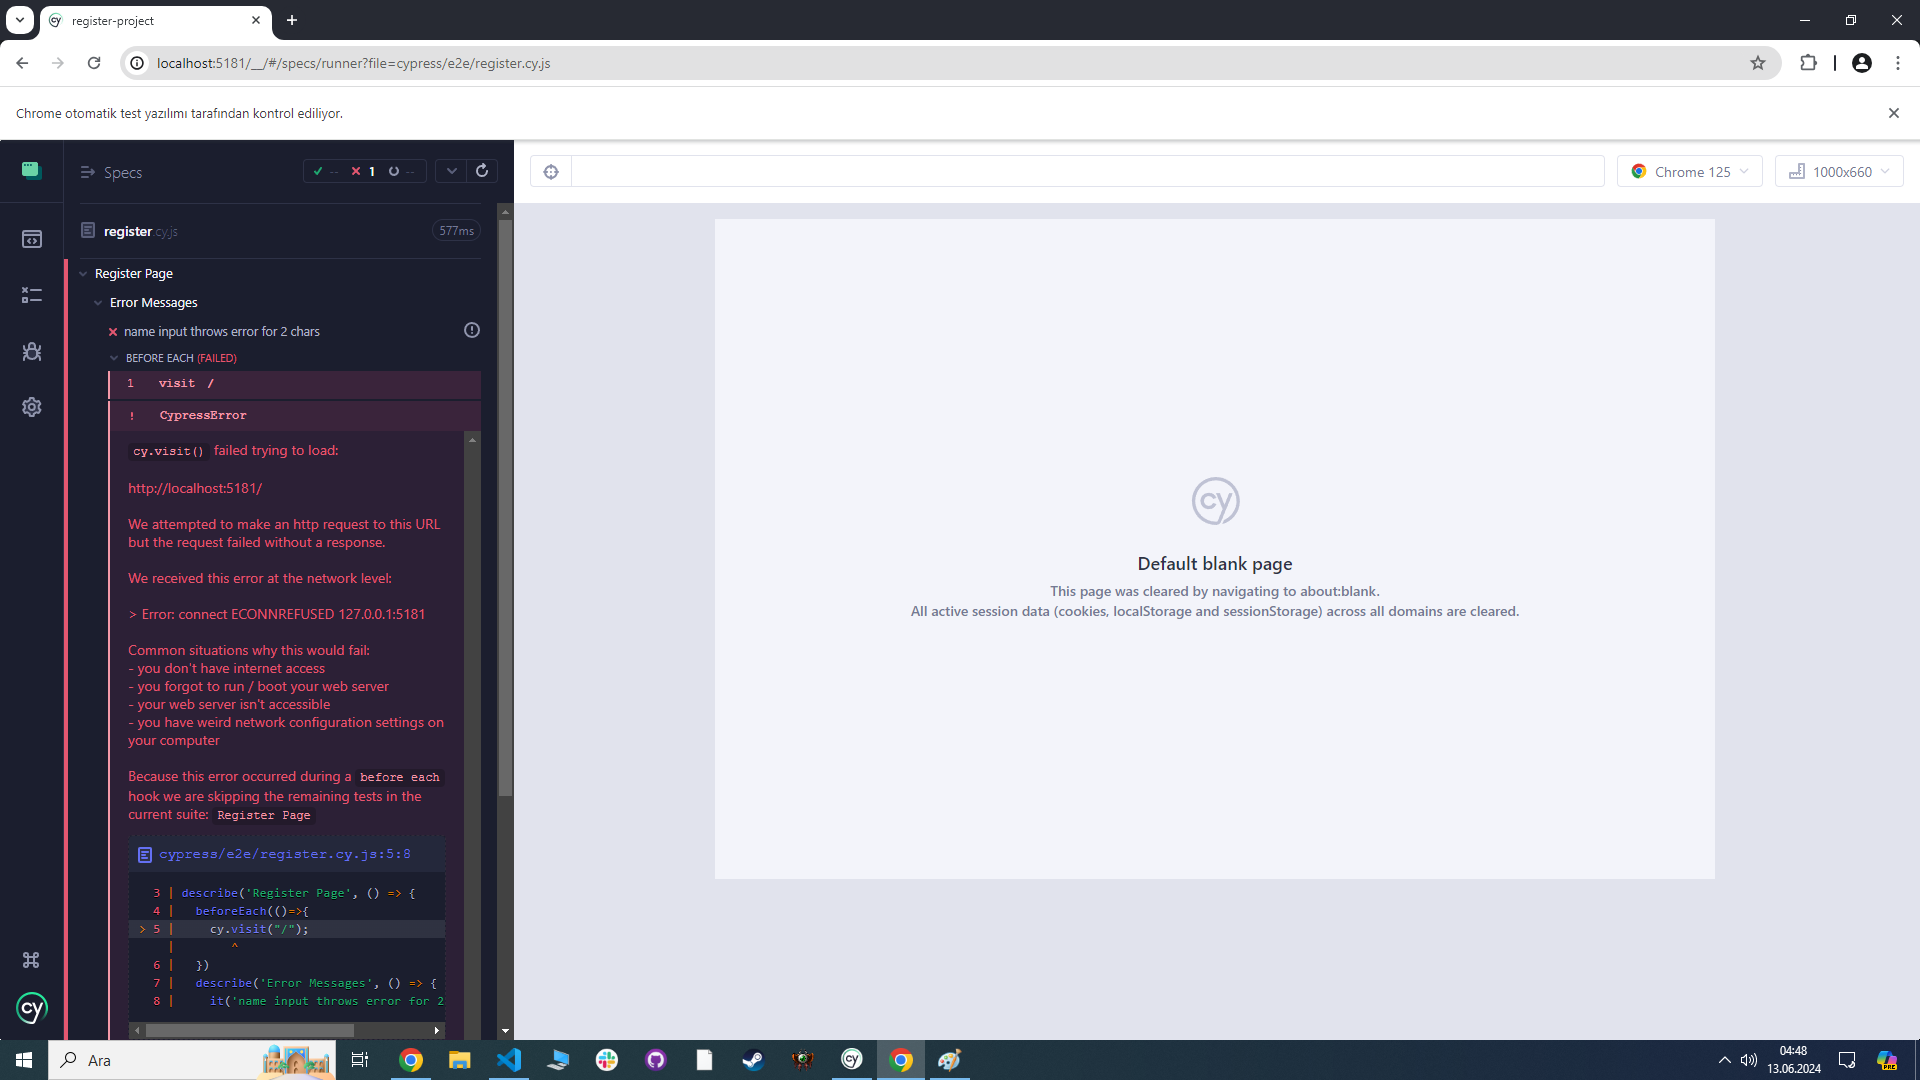 register-project
localhost:5181/__/#/specs/runner?file=cypress/e2e/register.cy.js
Chrome otomatik test yazılımı tarafından kontrol ediliyor.
Specs
-- 1 --
register.cy.js
577ms
Register Page
Error Messages
name input throws error for 2 chars
BEFORE EACH (FAILED)
1 visit /
! CypressError
cy.visit() failed trying to load:
http://localhost:5181/
We attempted to make an http request to this URL
but the request failed without a response.
We received this error at the network level:
> Error: connect ECONNREFUSED 127.0.0.1:5181
Common situations why this would fail:
- you don't have internet access
- you forgot to run / boot your web server
- your web server isn't accessible
- you have weird network configuration settings on
your computer
Because this error occurred during a before each
hook we are skipping the remaining tests in the
current suite: Register Page
cypress/e2e/register.cy.js:5:8
3 | describe('Register Page', () => {
4 | beforeEach(()=>{
> 5 | cy.visit("/");
| ^
6 | })
7 | describe('Error Messages', () => {
8 | it('name input throws error for 2
cy
Chrome 125
1000x660
cy
Default blank page
This page was cleared by navigating to about:blank.
All active session data (cookies, localStorage and sessionStorage) across all domains are cleared.
Ara
cy
04:48
13.06.2024
PRE